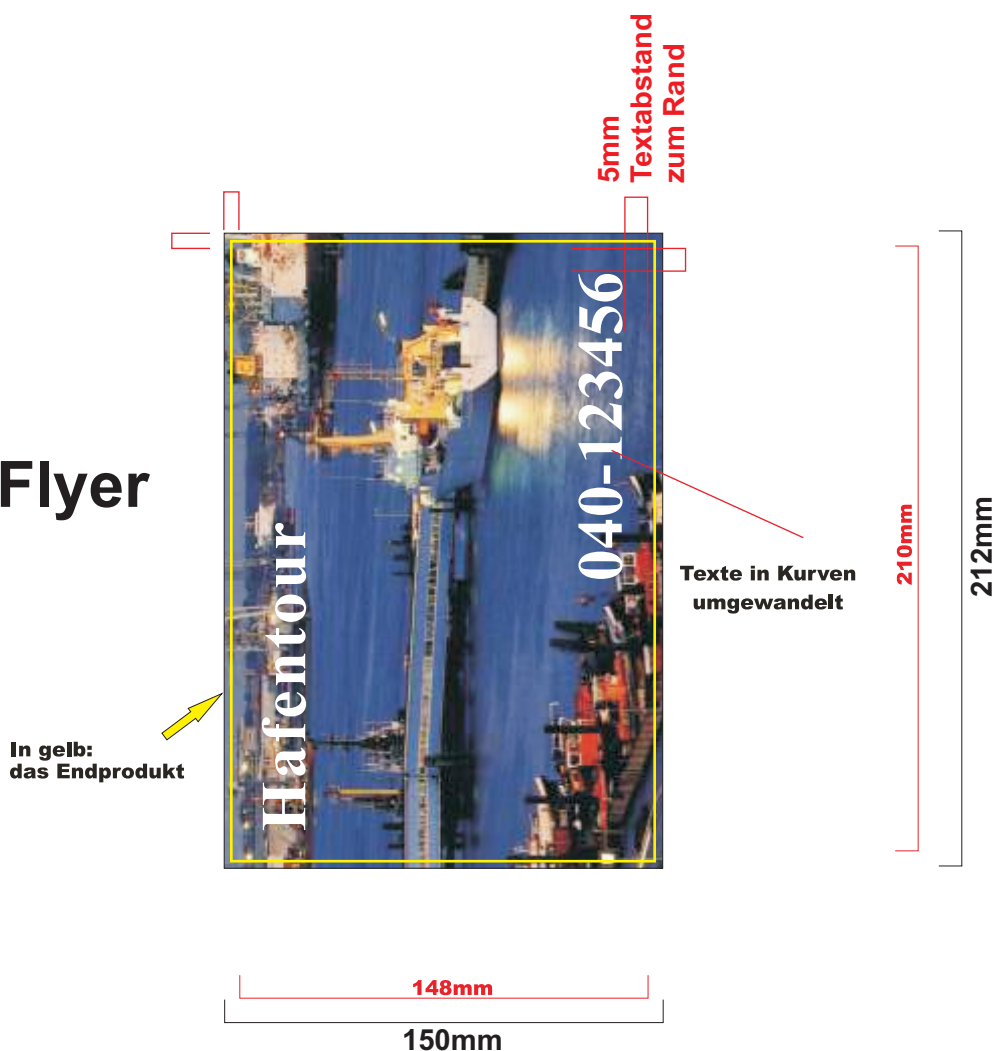 5mm
Textabstand
zum Rand
040-123456
Flyer
Hafentour
Texte in Kurven
umgewandelt
210mm
212mm
In gelb:
das Endprodukt
148mm
150mm